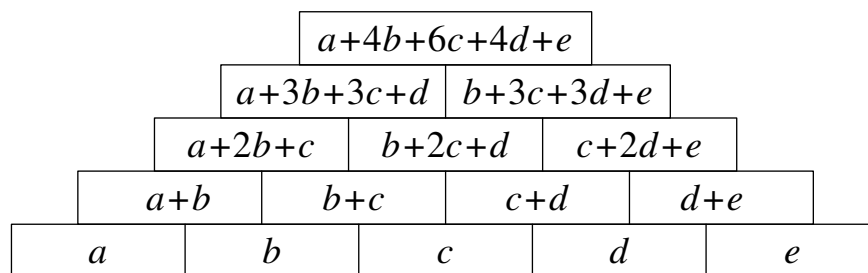 a+4b+6c+4d+e
a+3b+3c+d b+3c+3d+e
a+2b+c b+2c+d c+2d+e
a+b b+c c+d d+e
a b c d e